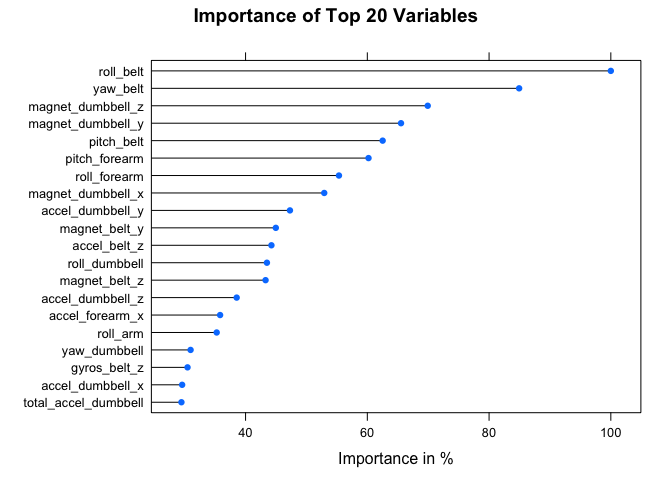 Importance of Top 20 Variables
roll_belt
yaw_belt
magnet_dumbbell_z
magnet_dumbbell_y
pitch_belt
pitch_forearm
roll_forearm
magnet_dumbbell_x
accel_dumbbell_y
magnet_belt_y
accel_belt_z
roll_dumbbell
magnet_belt_z
accel_dumbbell_z
accel_forearm_x
roll_arm
yaw_dumbbell
gyros_belt_z
accel_dumbbell_x
total_accel_dumbbell
40 60 80 100
Importance in %